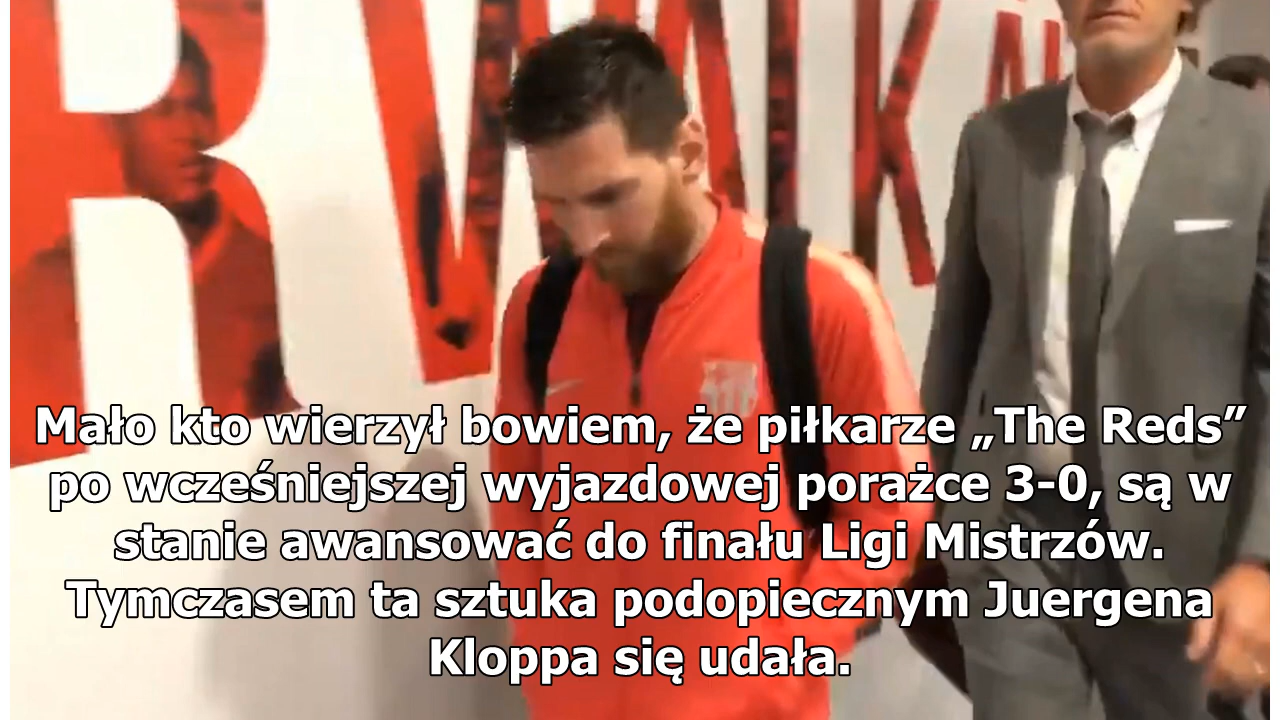 RWALKA
Mało kto wierzył bowiem, że piłkarze „The Reds”
po wcześniejszej wyjazdowej porażce 3-0, są w
stanie awansować do finału Ligi Mistrzów.
Tymczasem ta sztuka podopiecznym Juergena
Kloppa się udała.